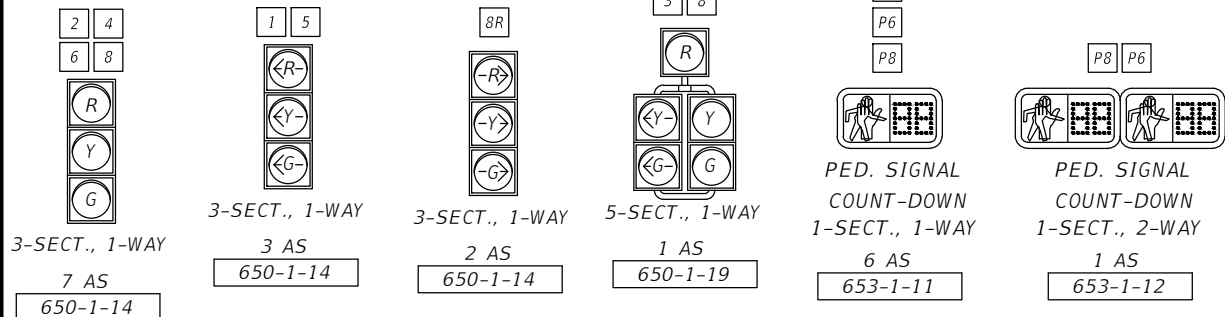 2 4
6 8
R
Y
G
3-SECT., 1-WAY
7 AS
650-1-14
1 5
R
Y
G
3-SECT., 1-WAY
3 AS
650-1-14
8R
R
Y
G
3-SECT., 1-WAY
2 AS
650-1-14
3 8
R
Y Y
G G
5-SECT., 1-WAY
1 AS
650-1-19
P6
P8
PED. SIGNAL
COUNT-DOWN
1-SECT., 1-WAY
6 AS
653-1-11
P8 P6
PED. SIGNAL
COUNT-DOWN
1-SECT., 2-WAY
1 AS
653-1-12